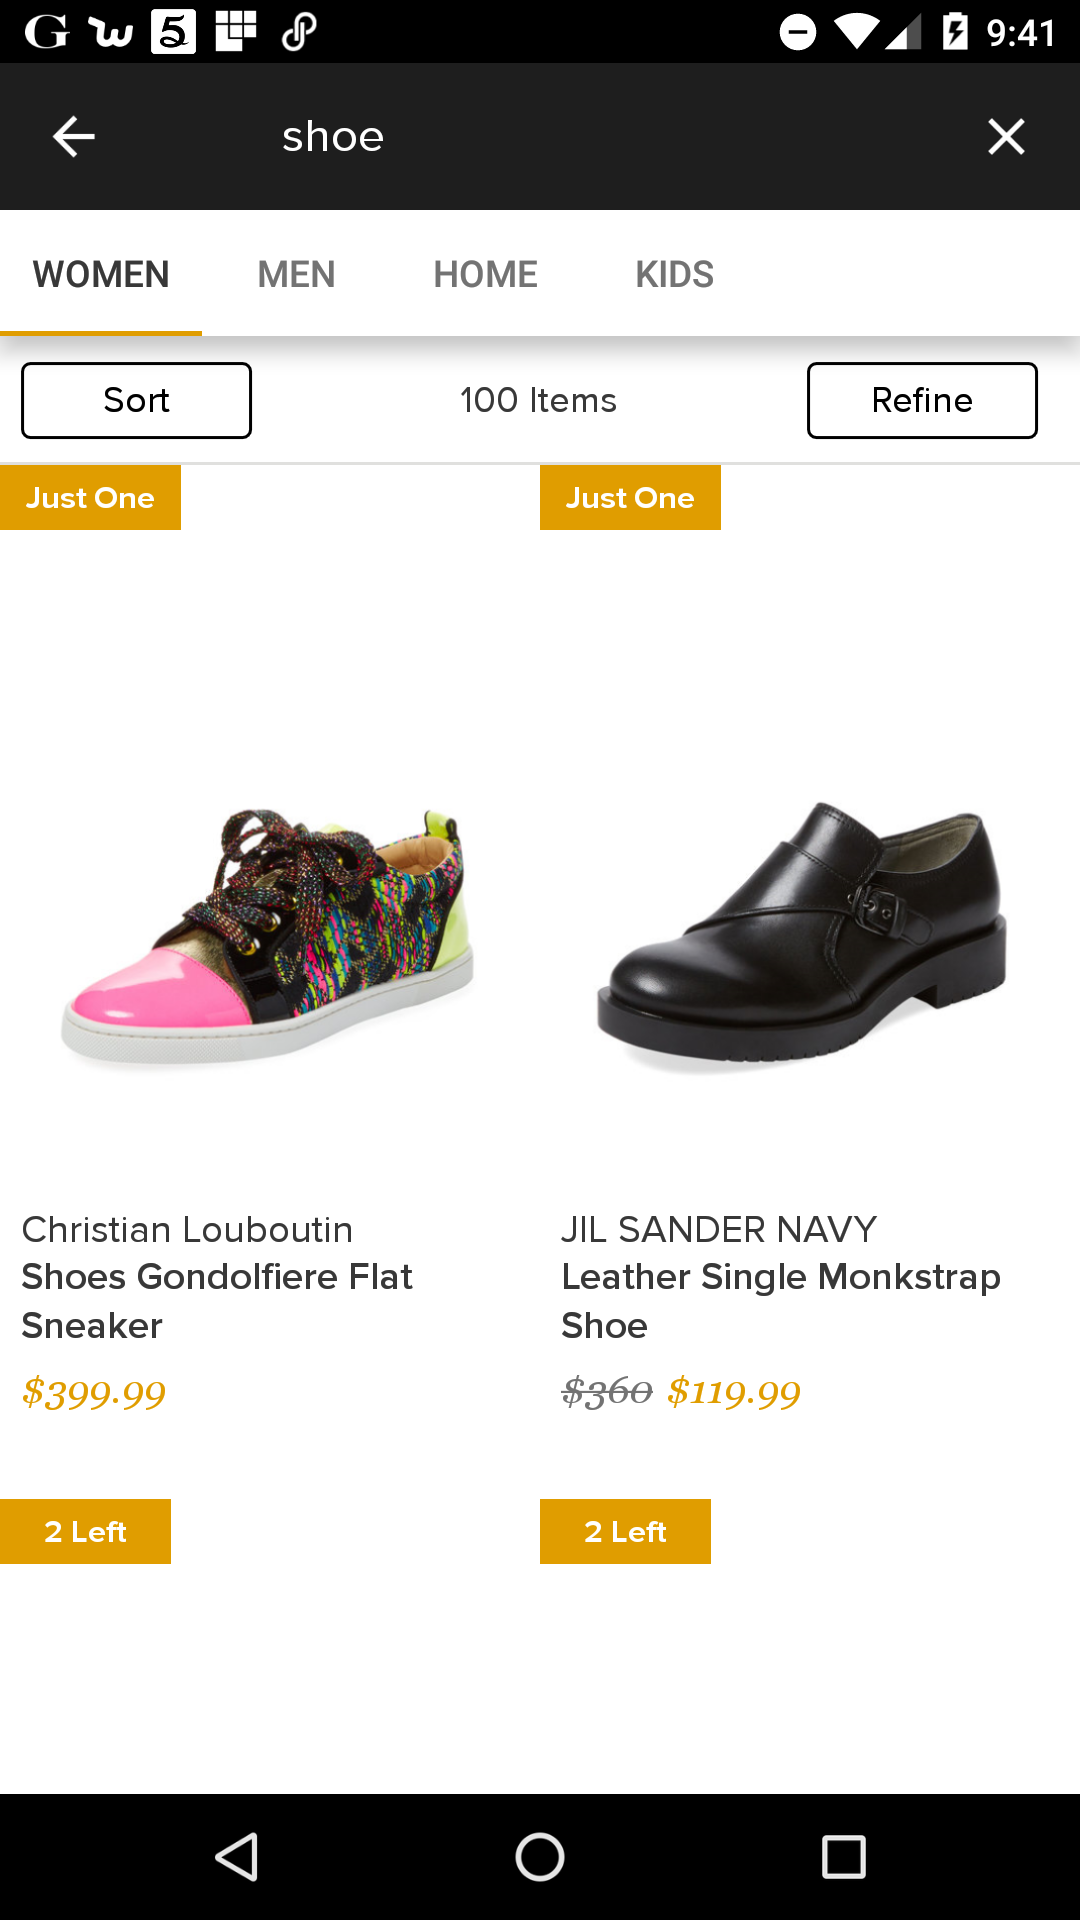 G 5 9:41
shoe
WOMEN MEN HOME KIDS
Sort 100 Items Refine
Just One Just One
Christian Louboutin
Shoes Gondolfiere Flat
Sneaker
$399.99
JIL SANDER NAVY
Leather Single Monkstrap
Shoe
$360 $119.99
2 Left 2 Left